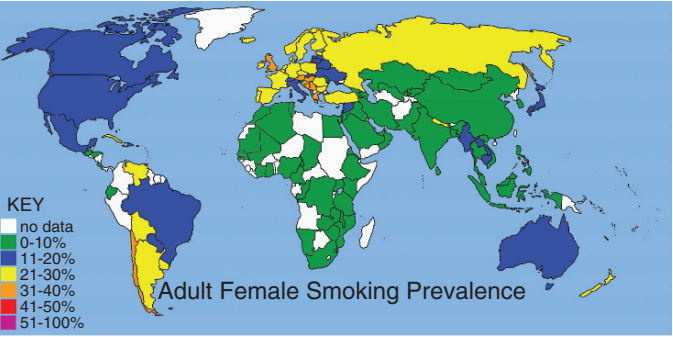 KEY
no data
0-10%
11-20%
21-30%
31-40%
41-50%
51-100%
Adult Female Smoking Prevalence